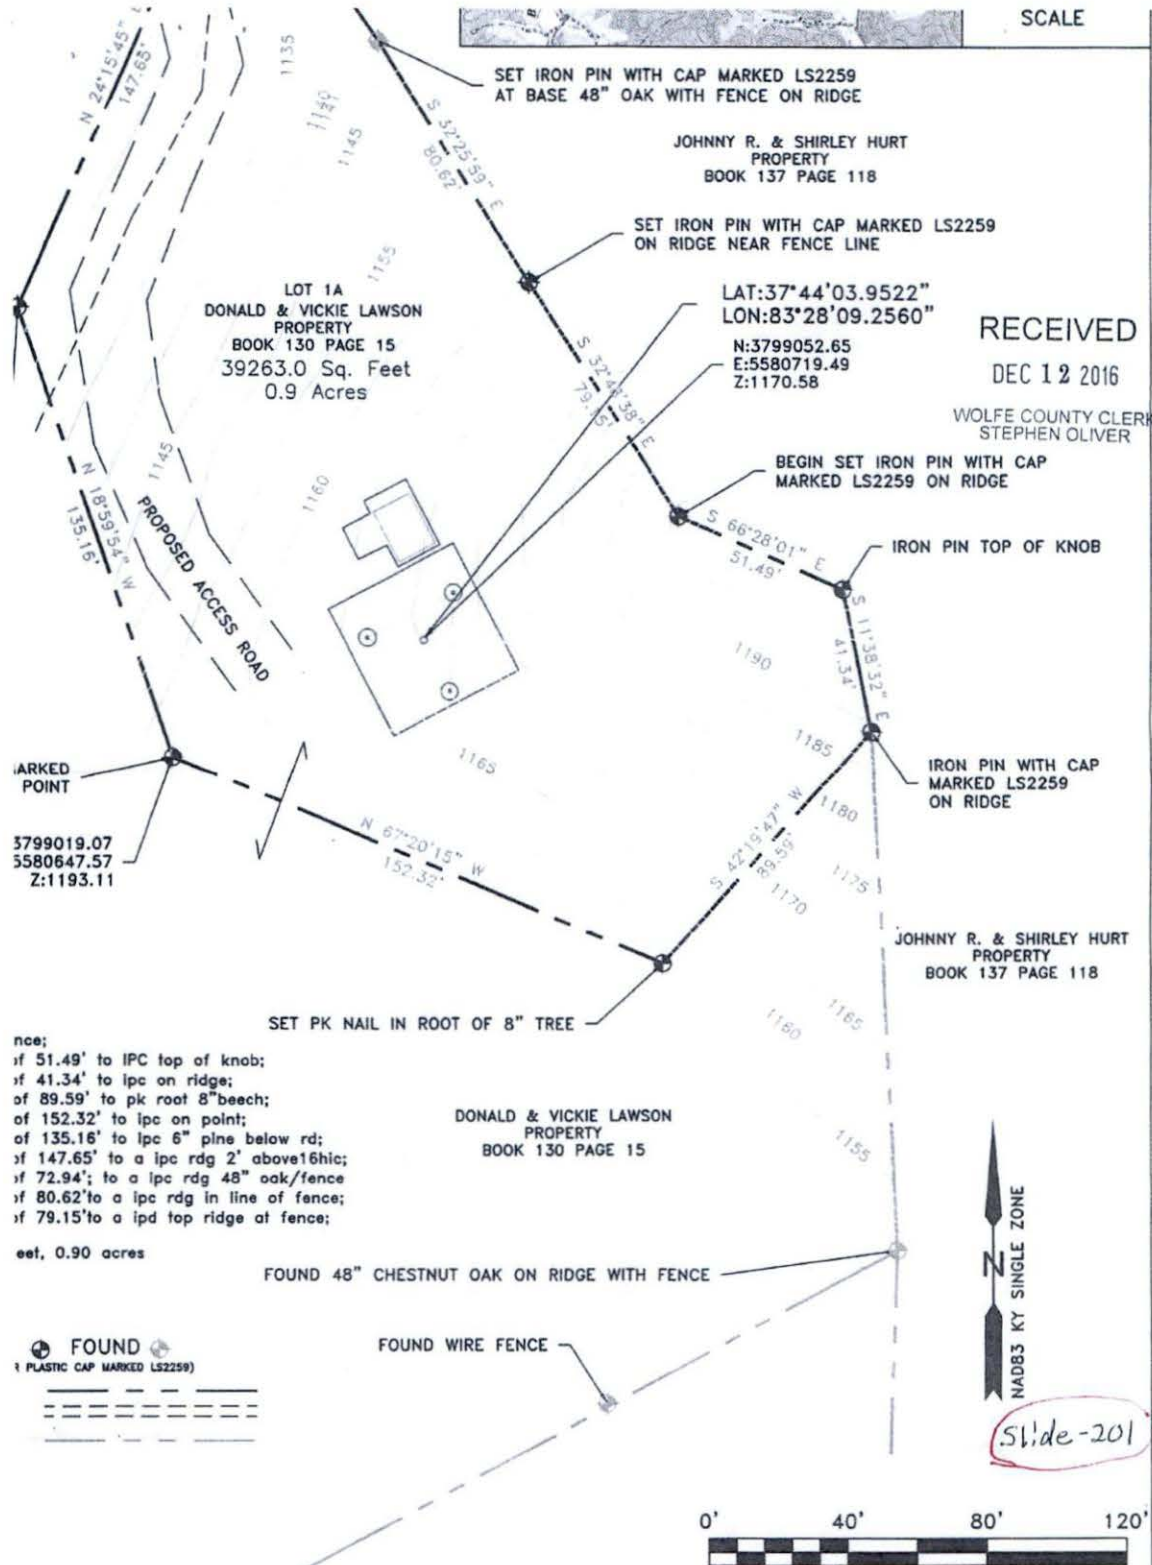 SCALE
SET IRON PIN WITH CAP MARKED LS2259
AT BASE 48" OAK WITH FENCE ON RIDGE
N 24°15'45" E
147.65'
1135
1140
1141
1145
S 32°25'59" E
80.62'
JOHNNY R. & SHIRLEY HURT
PROPERTY
BOOK 137 PAGE 118
SET IRON PIN WITH CAP MARKED LS2259
ON RIDGE NEAR FENCE LINE
1155
LOT 1A
DONALD & VICKIE LAWSON
PROPERTY
BOOK 130 PAGE 15
39263.0 Sq. Feet
0.9 Acres
LAT:37°44'03.9522"
LON:83°28'09.2560"
N:3799052.65
E:5580719.49
Z:1170.58
RECEIVED
DEC 12 2016
WOLFE COUNTY CLERK
STEPHEN OLIVER
79.15'
1145
1160
N 18°59'54" W
135.16'
PROPOSED ACCESS ROAD
BEGIN SET IRON PIN WITH CAP
MARKED LS2259 ON RIDGE
S 66°28'01" E
51.49'
IRON PIN TOP OF KNOB
S 11°38'32" E
41.34'
1190
1185
1180
1165
IRON PIN WITH CAP
MARKED LS2259
ON RIDGE
ARKED
POINT
3799019.07
5580647.57
Z:1193.11
N 67°20'15" W
152.32'
S 42°19'47" W
89.59'
1170
1175
JOHNNY R. & SHIRLEY HURT
PROPERTY
BOOK 137 PAGE 118
SET PK NAIL IN ROOT OF 8" TREE
1160
1165
nce;
of 51.49' to IPC top of knob;
of 41.34' to ipc on ridge;
of 89.59' to pk root 8"beech;
of 152.32' to ipc on point;
of 135.16' to ipc 6" pine below rd;
of 147.65' to a ipc rdg 2' above16hic;
of 72.94'; to a ipc rdg 48" oak/fence
of 80.62'to a ipc rdg in line of fence;
of 79.15'to a ipd top ridge at fence;
eet, 0.90 acres
DONALD & VICKIE LAWSON
PROPERTY
BOOK 130 PAGE 15
1155
FOUND 48" CHESTNUT OAK ON RIDGE WITH FENCE
FOUND WIRE FENCE
FOUND
R PLASTIC CAP MARKED LS2259)
N
NAD83 KY SINGLE ZONE
Slide-201
0' 40' 80' 120'